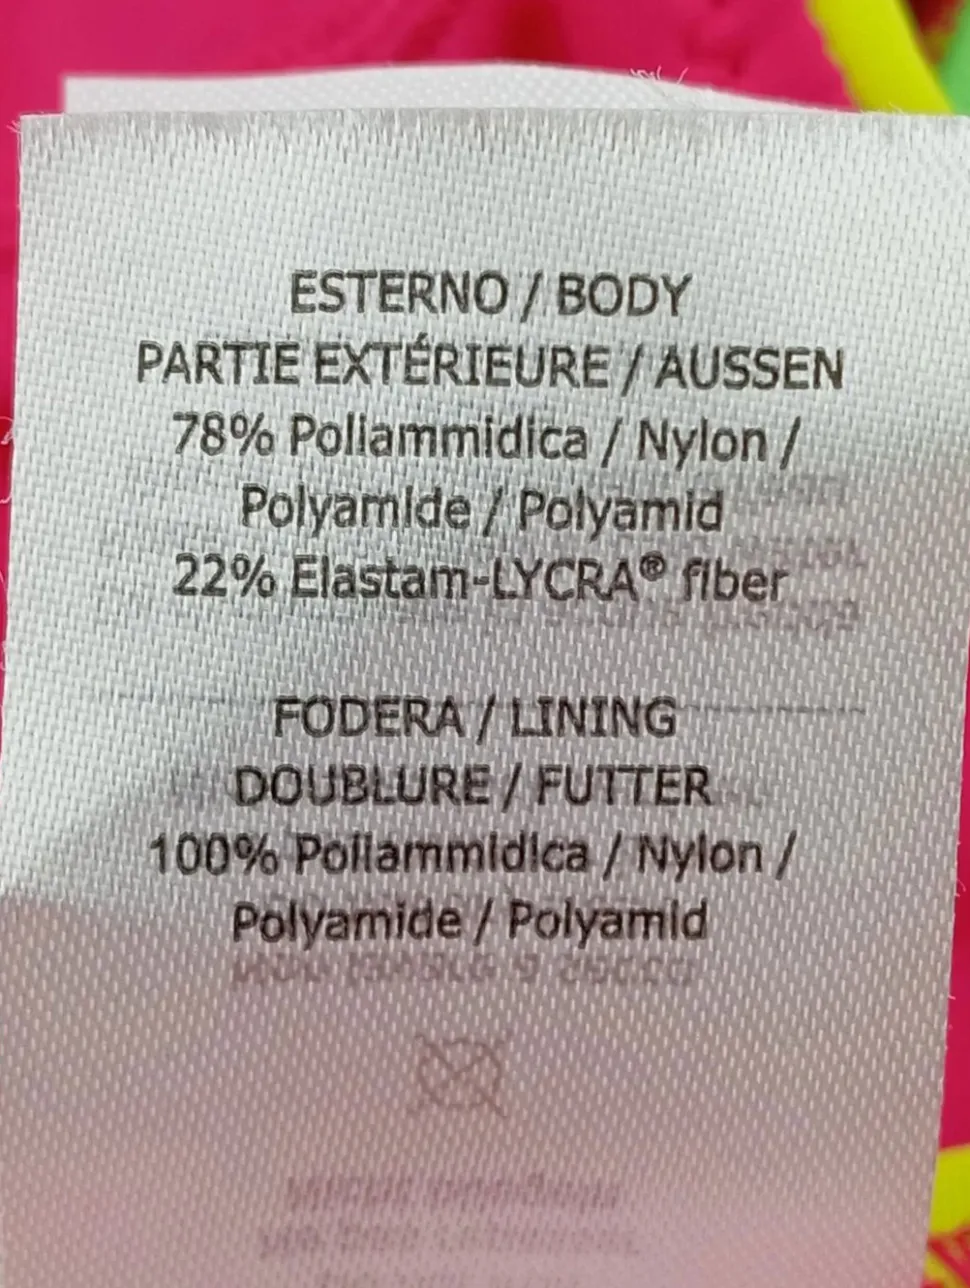 ESTERNO / BODY
PARTIE EXTÉRIEURE / AUSSEN
78% Poliammidica / Nylon /
Polyamide / Polyamid
22% Elastam-LYCRA® fiber
FODERA / LINING
DOUBLURE / FUTTER
100% Poliammidica / Nylon /
Polyamide / Polyamid